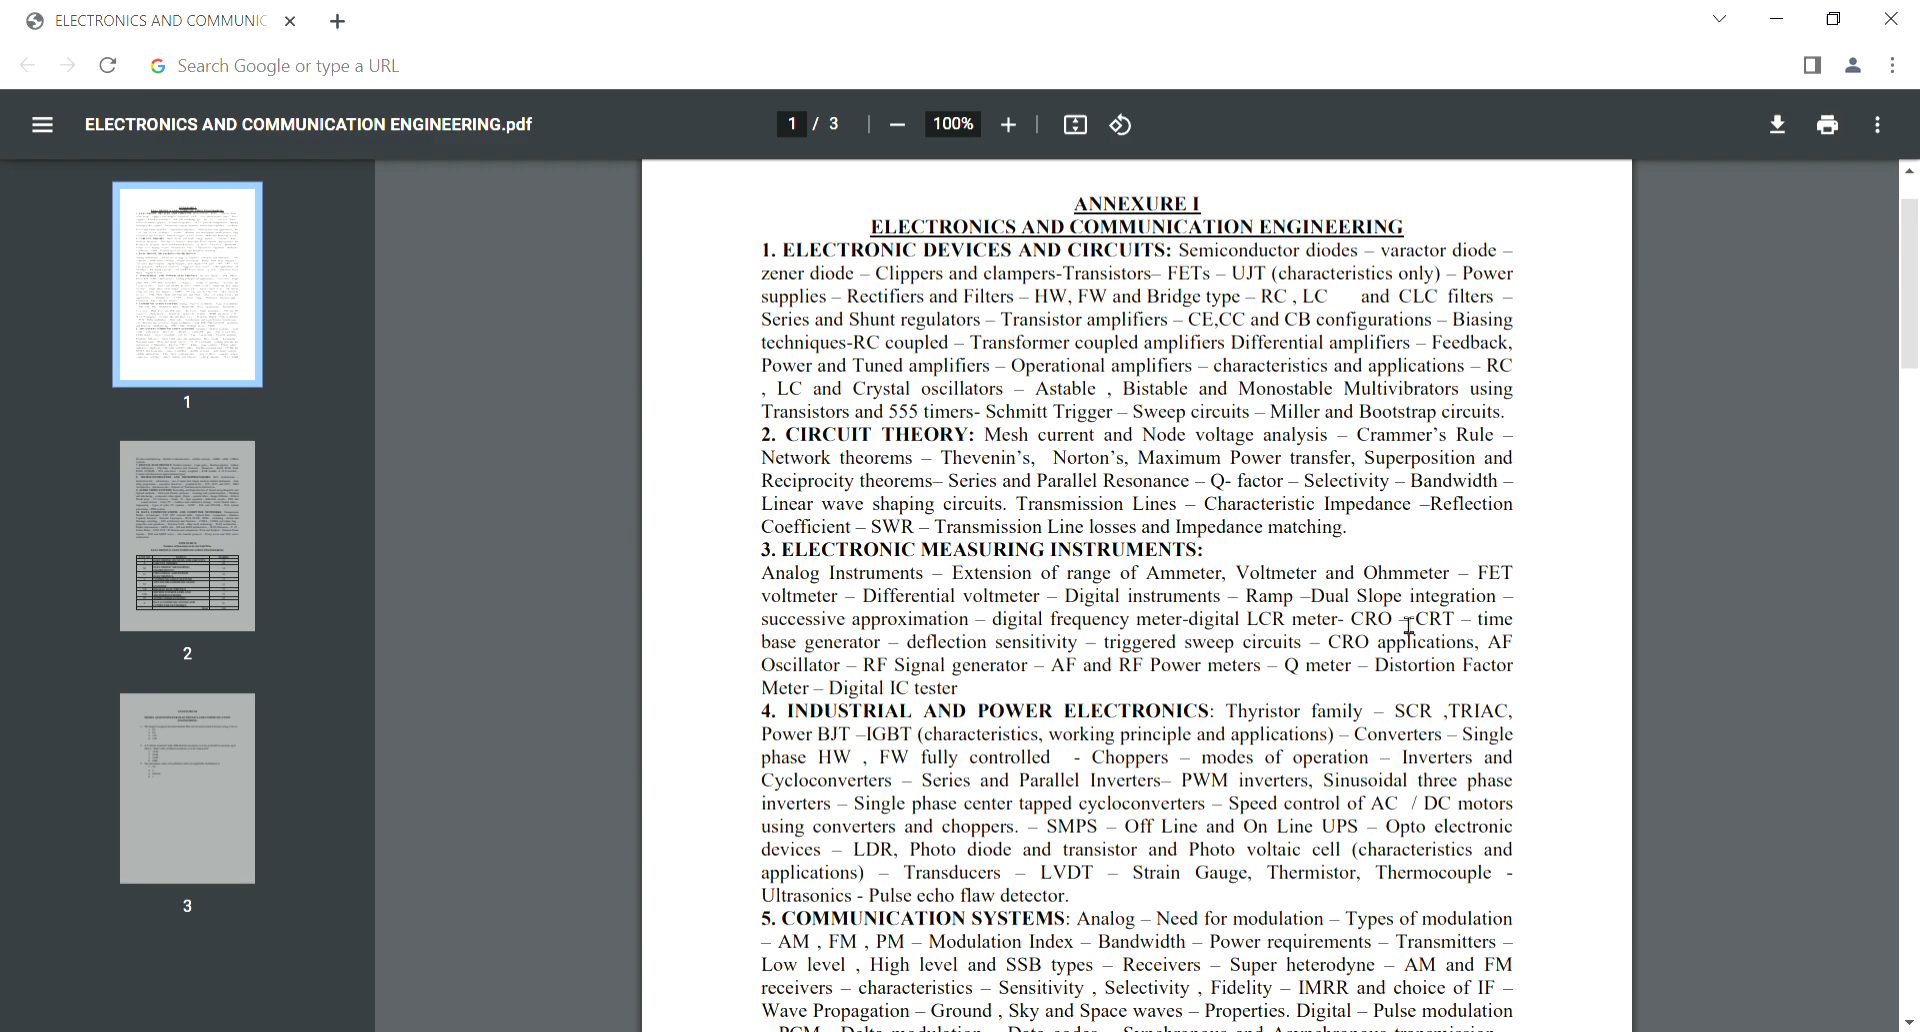 ELECTRONICS AND COMMUNIC
Search Google or type a URL
ELECTRONICS AND COMMUNICATION ENGINEERING.pdf
1 / 3
100%
1
2
3
ANNEXURE I
ELECTRONICS AND COMMUNICATION ENGINEERING
1. ELECTRONIC DEVICES AND CIRCUITS: Semiconductor diodes – varactor diode –
zener diode – Clippers and clampers-Transistors– FETs – UJT (characteristics only) – Power
supplies – Rectifiers and Filters – HW, FW and Bridge type – RC , LC and CLC filters –
Series and Shunt regulators – Transistor amplifiers – CE,CC and CB configurations – Biasing
techniques-RC coupled – Transformer coupled amplifiers Differential amplifiers – Feedback,
Power and Tuned amplifiers – Operational amplifiers – characteristics and applications – RC
, LC and Crystal oscillators – Astable , Bistable and Monostable Multivibrators using
Transistors and 555 timers- Schmitt Trigger – Sweep circuits – Miller and Bootstrap circuits.
2. CIRCUIT THEORY: Mesh current and Node voltage analysis – Crammer's Rule –
Network theorems – Thevenin's, Norton's, Maximum Power transfer, Superposition and
Reciprocity theorems– Series and Parallel Resonance – Q- factor – Selectivity – Bandwidth –
Linear wave shaping circuits. Transmission Lines – Characteristic Impedance –Reflection
Coefficient – SWR – Transmission Line losses and Impedance matching.
3. ELECTRONIC MEASURING INSTRUMENTS:
Analog Instruments – Extension of range of Ammeter, Voltmeter and Ohmmeter – FET
voltmeter – Differential voltmeter – Digital instruments – Ramp –Dual Slope integration –
successive approximation – digital frequency meter-digital LCR meter- CRO – CRT – time
base generator – deflection sensitivity – triggered sweep circuits – CRO applications, AF
Oscillator – RF Signal generator – AF and RF Power meters – Q meter – Distortion Factor
Meter – Digital IC tester
4. INDUSTRIAL AND POWER ELECTRONICS: Thyristor family – SCR ,TRIAC,
Power BJT –IGBT (characteristics, working principle and applications) – Converters – Single
phase HW , FW fully controlled - Choppers – modes of operation – Inverters and
Cycloconverters – Series and Parallel Inverters– PWM inverters, Sinusoidal three phase
inverters – Single phase center tapped cycloconverters – Speed control of AC / DC motors
using converters and choppers. – SMPS – Off Line and On Line UPS – Opto electronic
devices – LDR, Photo diode and transistor and Photo voltaic cell (characteristics and
applications) – Transducers – LVDT – Strain Gauge, Thermistor, Thermocouple -
Ultrasonics - Pulse echo flaw detector.
5. COMMUNICATION SYSTEMS: Analog – Need for modulation – Types of modulation
– AM , FM , PM – Modulation Index – Bandwidth – Power requirements – Transmitters –
Low level , High level and SSB types – Receivers – Super heterodyne – AM and FM
receivers – characteristics – Sensitivity , Selectivity , Fidelity – IMRR and choice of IF –
Wave Propagation – Ground , Sky and Space waves – Properties. Digital – Pulse modulation